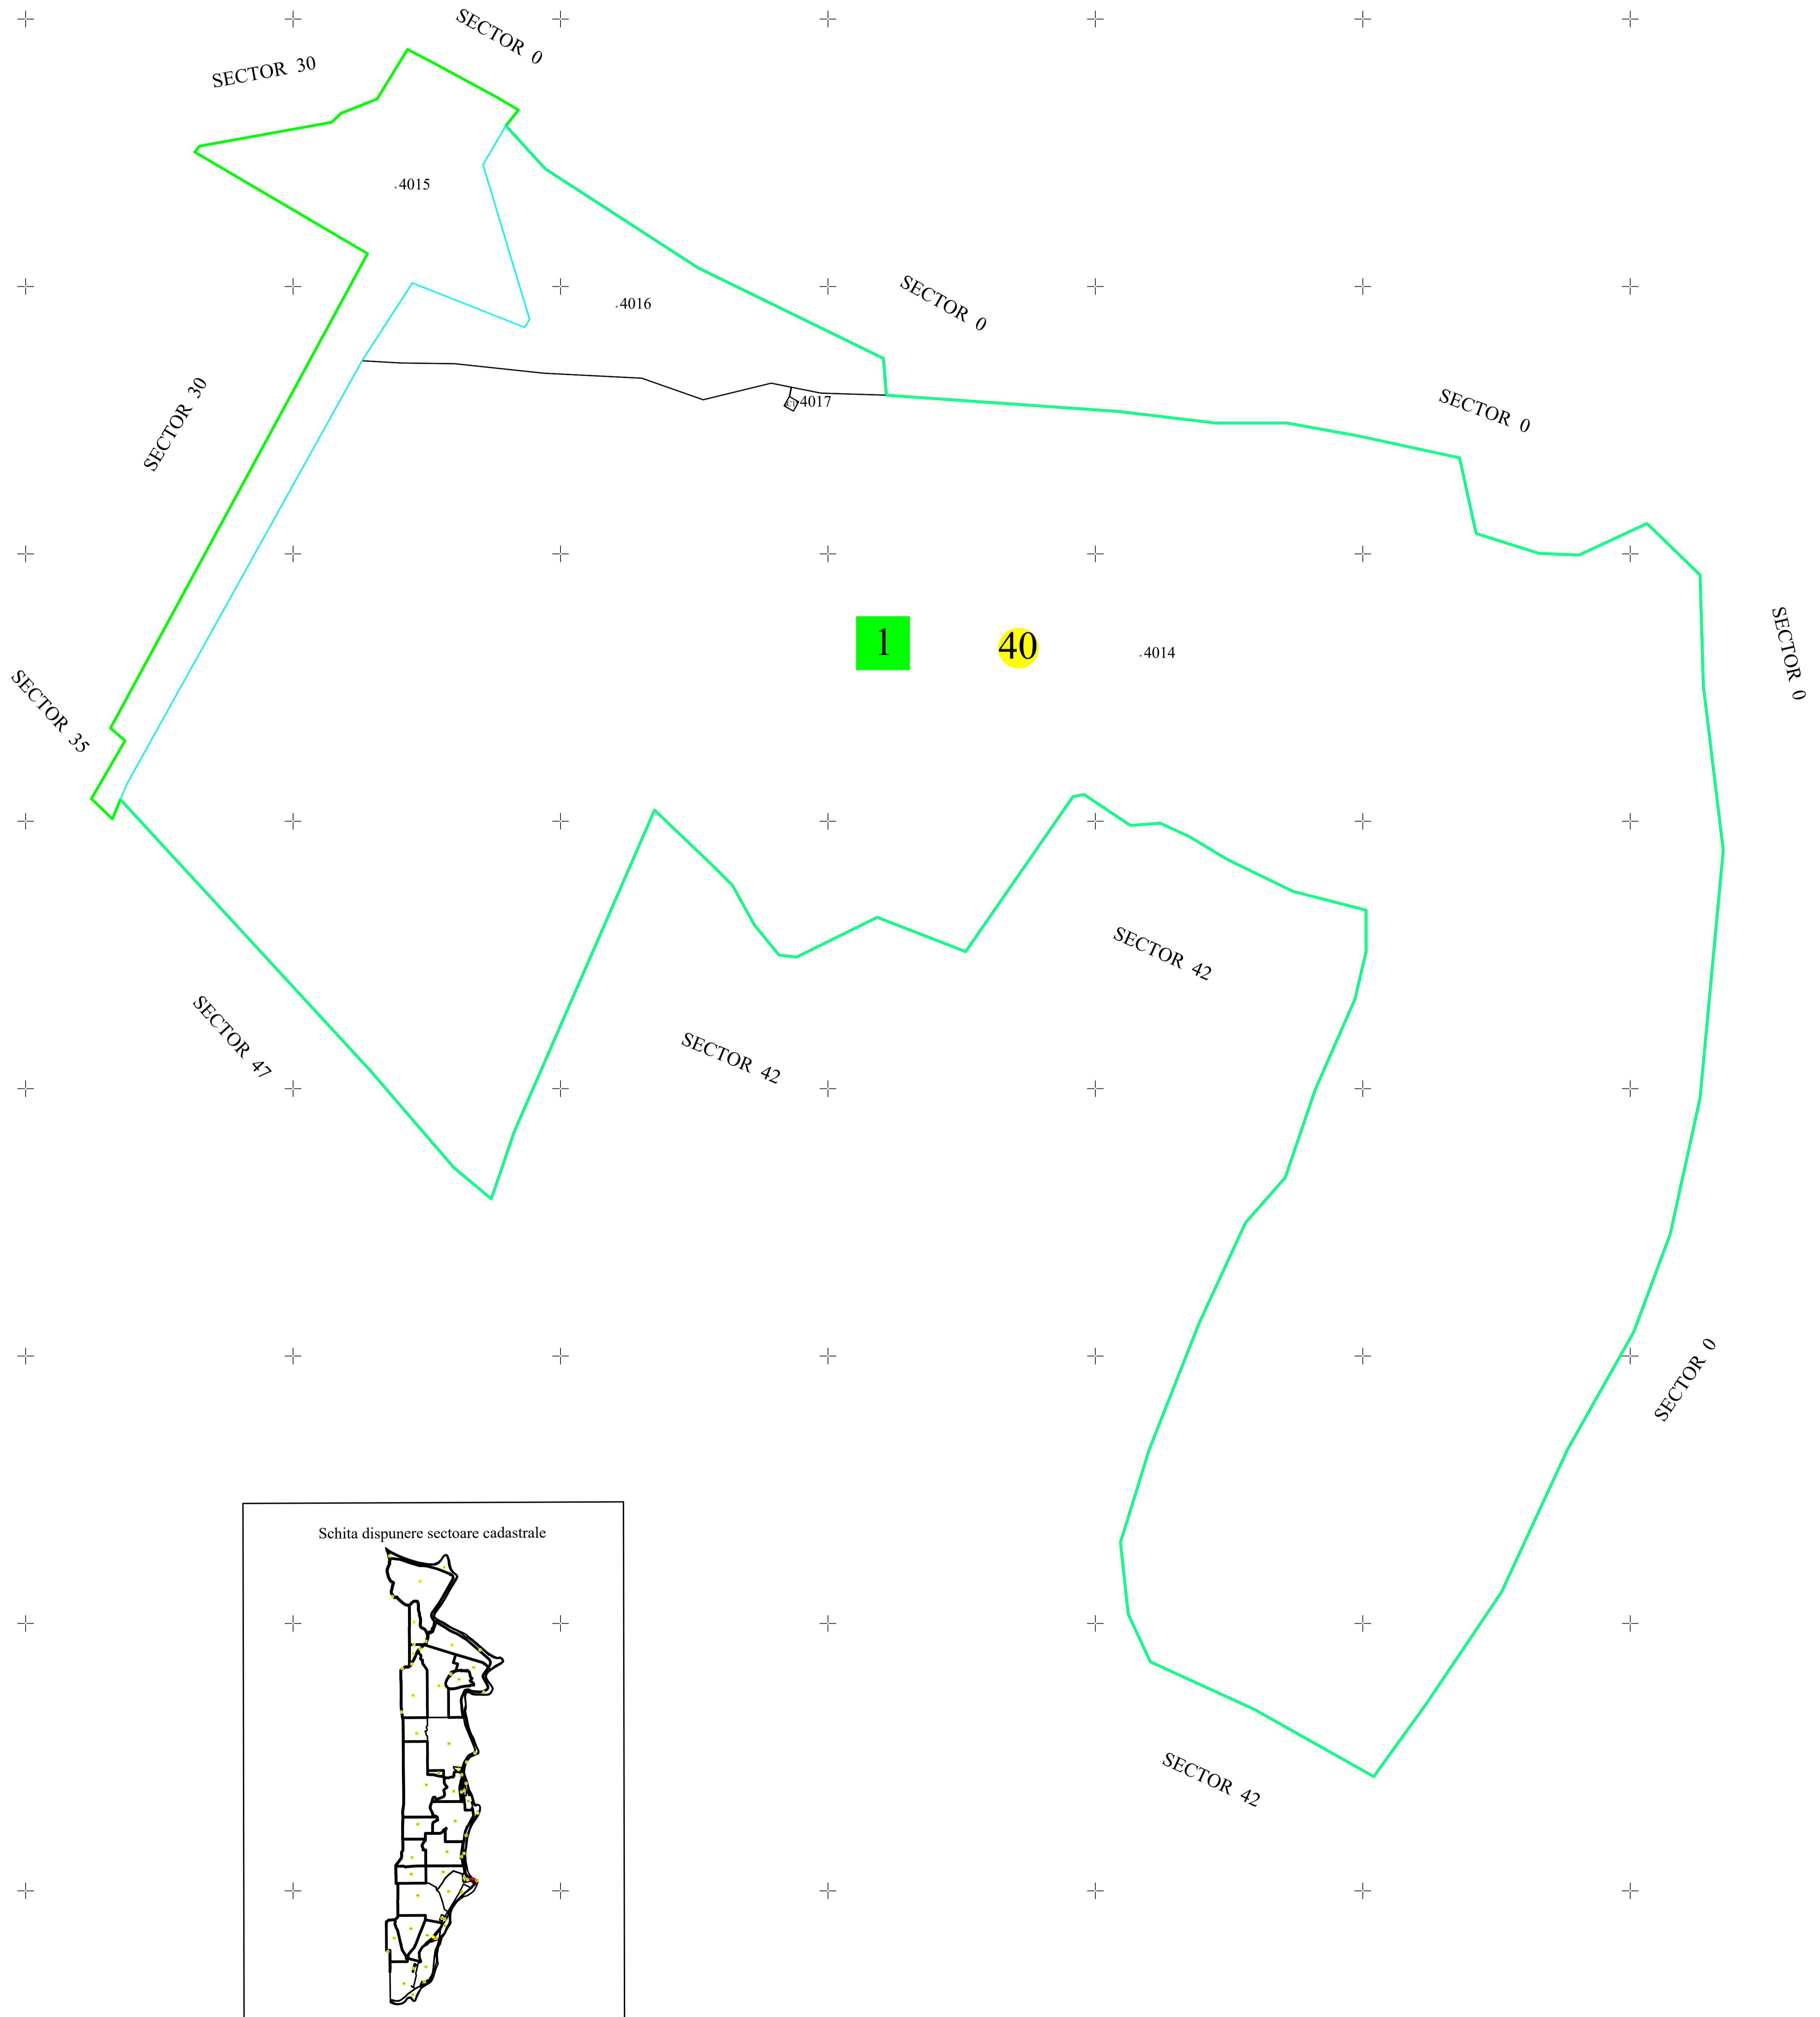 SECTOR 0
SECTOR 30
.4015
SECTOR 0
.4016
SECTOR 30
.4017
SECTOR 0
SECTOR 0
1
40
.4014
SECTOR 35
SECTOR 42
SECTOR 47
SECTOR 42
SECTOR 0
Schita dispunere sectoare cadastrale
SECTOR 42